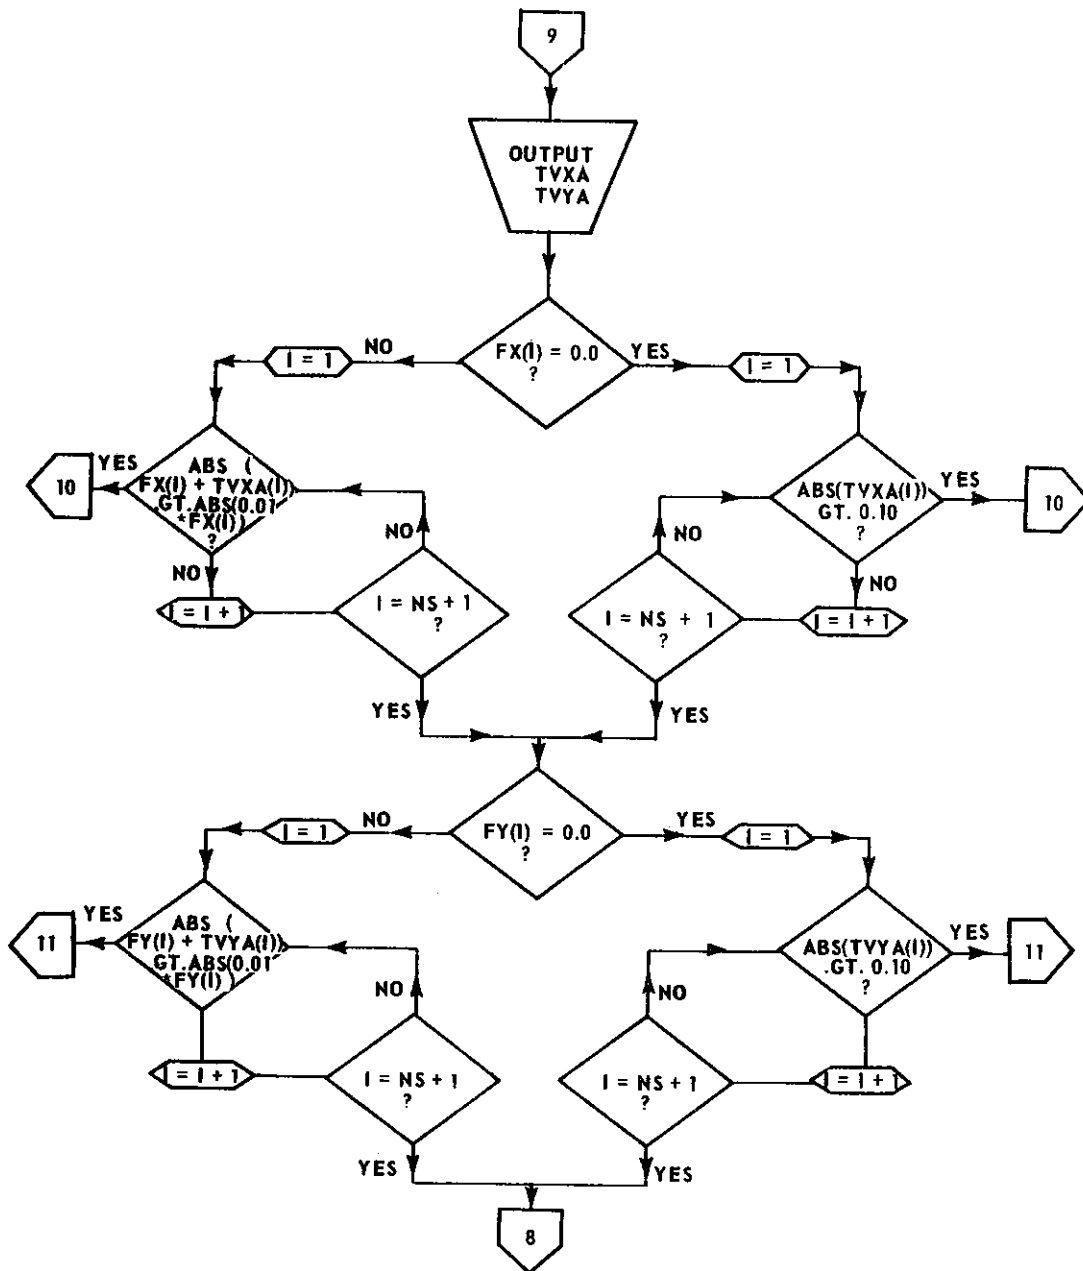 9
OUTPUT
TVXA
TVYA
FX(I) = 0.0
?
NO
I = 1
YES
I = 1
ABS (
FX(I) + TVXA(I))
.GT.ABS(0.01
*FX(I))
?
YES
10
NO
I = I + 1
I = NS + 1
?
NO
YES
ABS(TVXA(I))
GT. 0.10
?
YES
10
NO
I = I + 1
I = NS + 1
?
NO
YES
FY(I) = 0.0
?
NO
I = 1
YES
I = 1
ABS (
FY(I) + TVYA(I))
.GT.ABS(0.01
*FY(I) )
YES
11
I = I + 1
I = NS + 1
?
NO
YES
ABS(TVYA(I))
.GT. 0.10
?
YES
11
I = I + 1
I = NS + 1
?
NO
YES
8